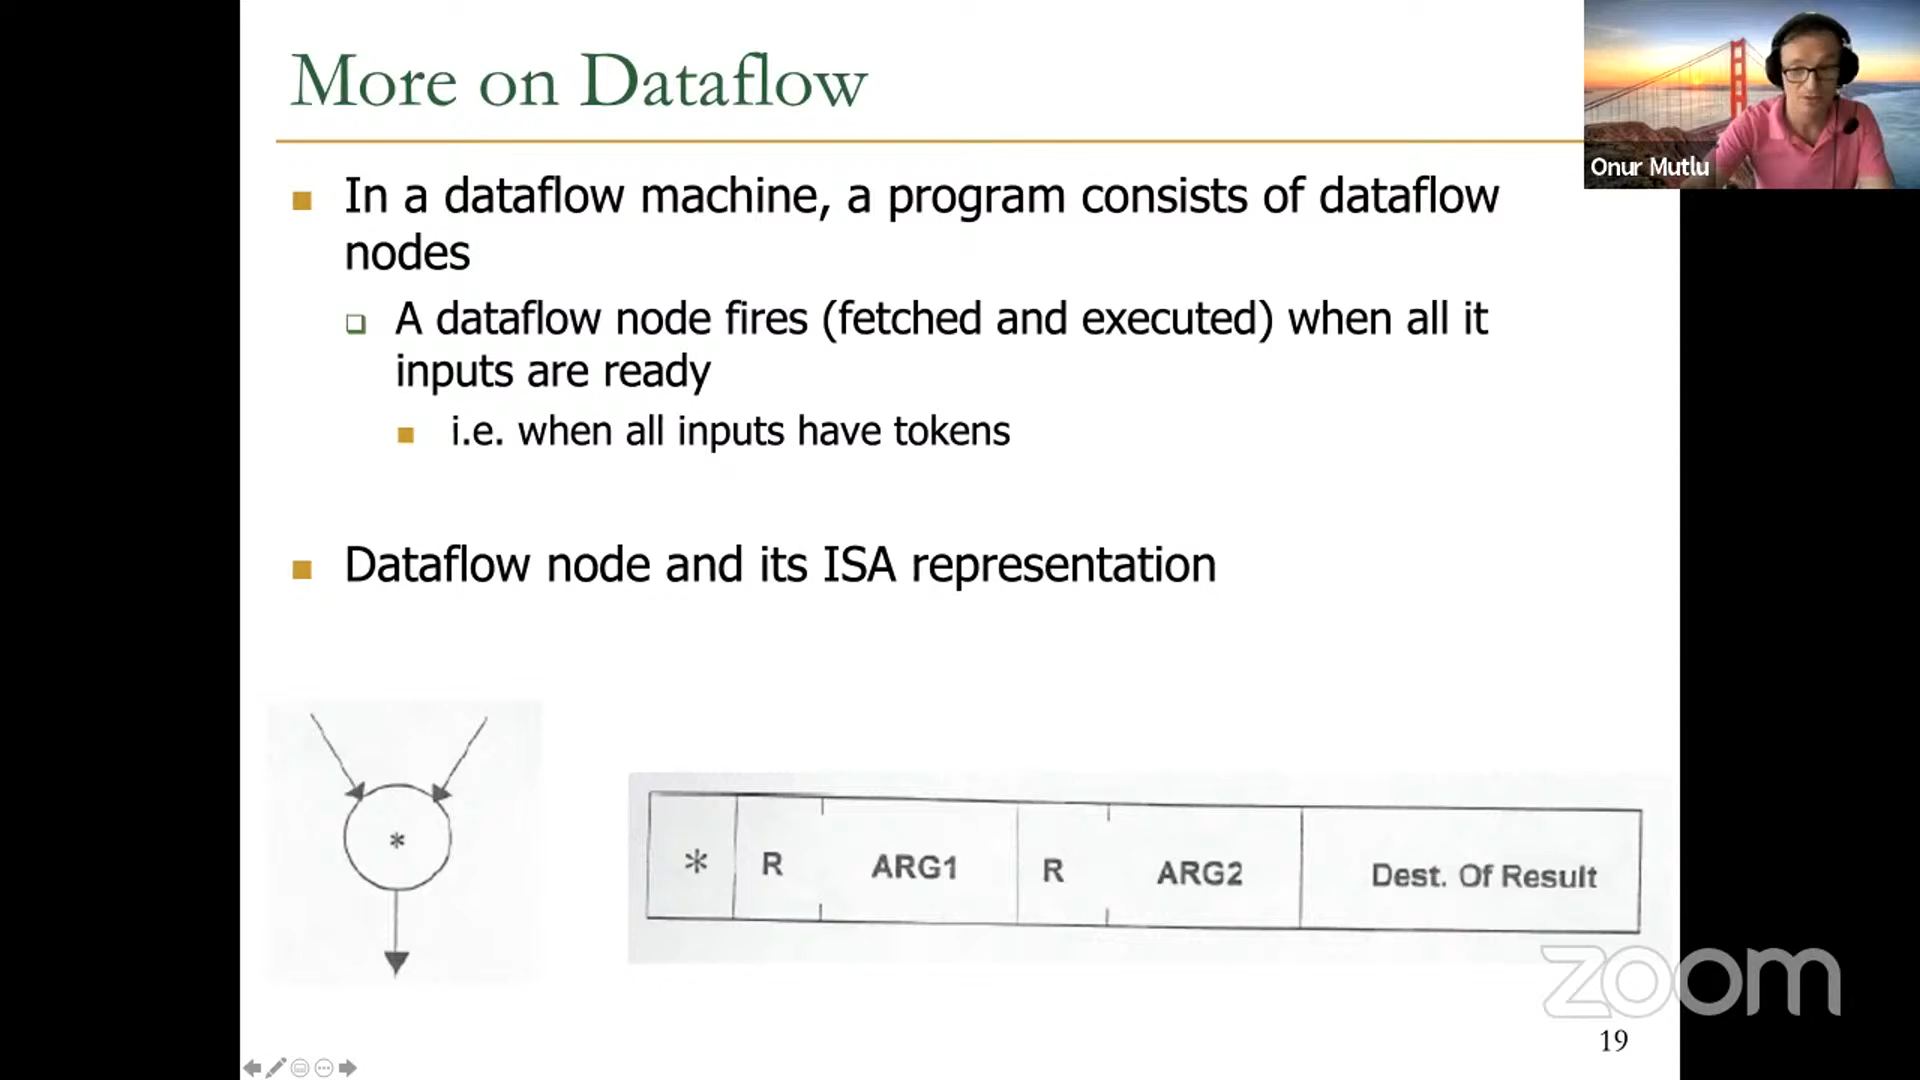 More on Dataflow
Onur Mutlu
In a dataflow machine, a program consists of dataflow
nodes
A dataflow node fires (fetched and executed) when all it
inputs are ready
i.e. when all inputs have tokens
Dataflow node and its ISA representation
*
* R ARG1 R ARG2 Dest. Of Result
zoom
19